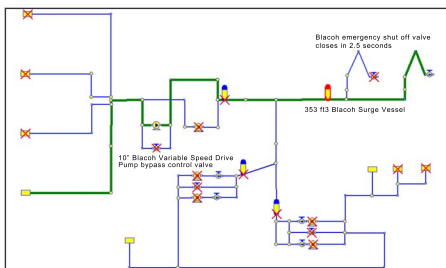 Blacoh emergency shut off valve
closes in 2.5 seconds
353 ft3 Blacoh Surge Vessel
10" Blacoh Variable Speed Drive
Pump bypass control valve